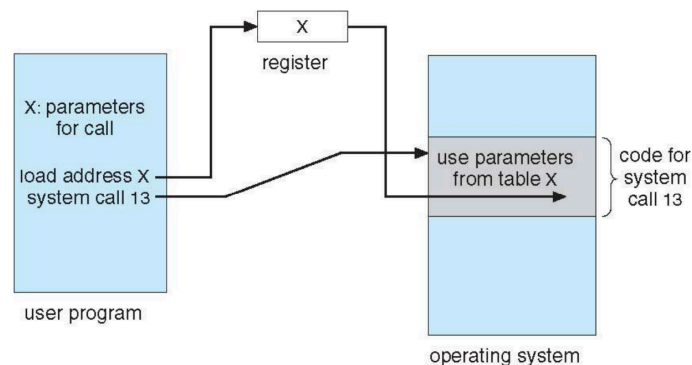 X
register
X: parameters
for call
load address X
system call 13
user program
use parameters
from table X
code for
system
call 13
operating system